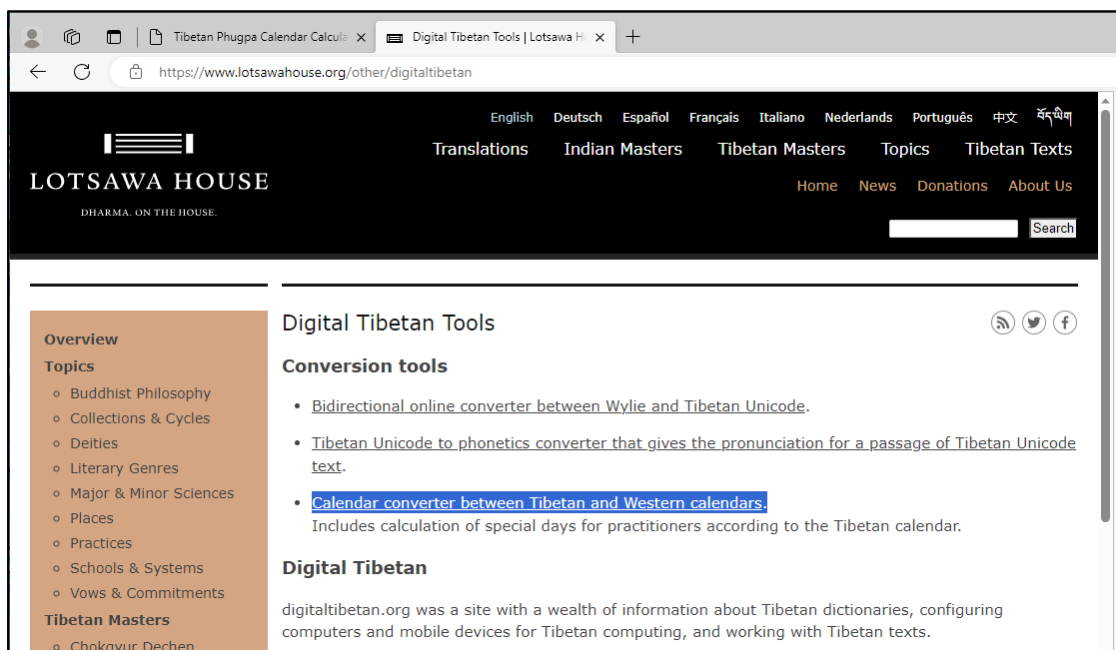 Tibetan Phugpa Calendar Calcula
Digital Tibetan Tools | Lotsawa H
https://www.lotsawahouse.org/other/digitaltibetan
English Deutsch Español Français Italiano Nederlands Português 中文 བོད་ཡིག
Translations Indian Masters Tibetan Masters Topics Tibetan Texts
LOTSAWA HOUSE
Home News Donations About Us
DHARMA. ON THE HOUSE.
Search
Digital Tibetan Tools
Overview
Topics
Buddhist Philosophy
Collections & Cycles
Deities
Literary Genres
Major & Minor Sciences
Places
Practices
Schools & Systems
Vows & Commitments
Tibetan Masters
Chokgyur Dechen
Conversion tools
• Bidirectional online converter between Wylie and Tibetan Unicode.
• Tibetan Unicode to phonetics converter that gives the pronunciation for a passage of Tibetan Unicode
text.
• Calendar converter between Tibetan and Western calendars.
Includes calculation of special days for practitioners according to the Tibetan calendar.
Digital Tibetan
digitaltibetan.org was a site with a wealth of information about Tibetan dictionaries, configuring
computers and mobile devices for Tibetan computing, and working with Tibetan texts.